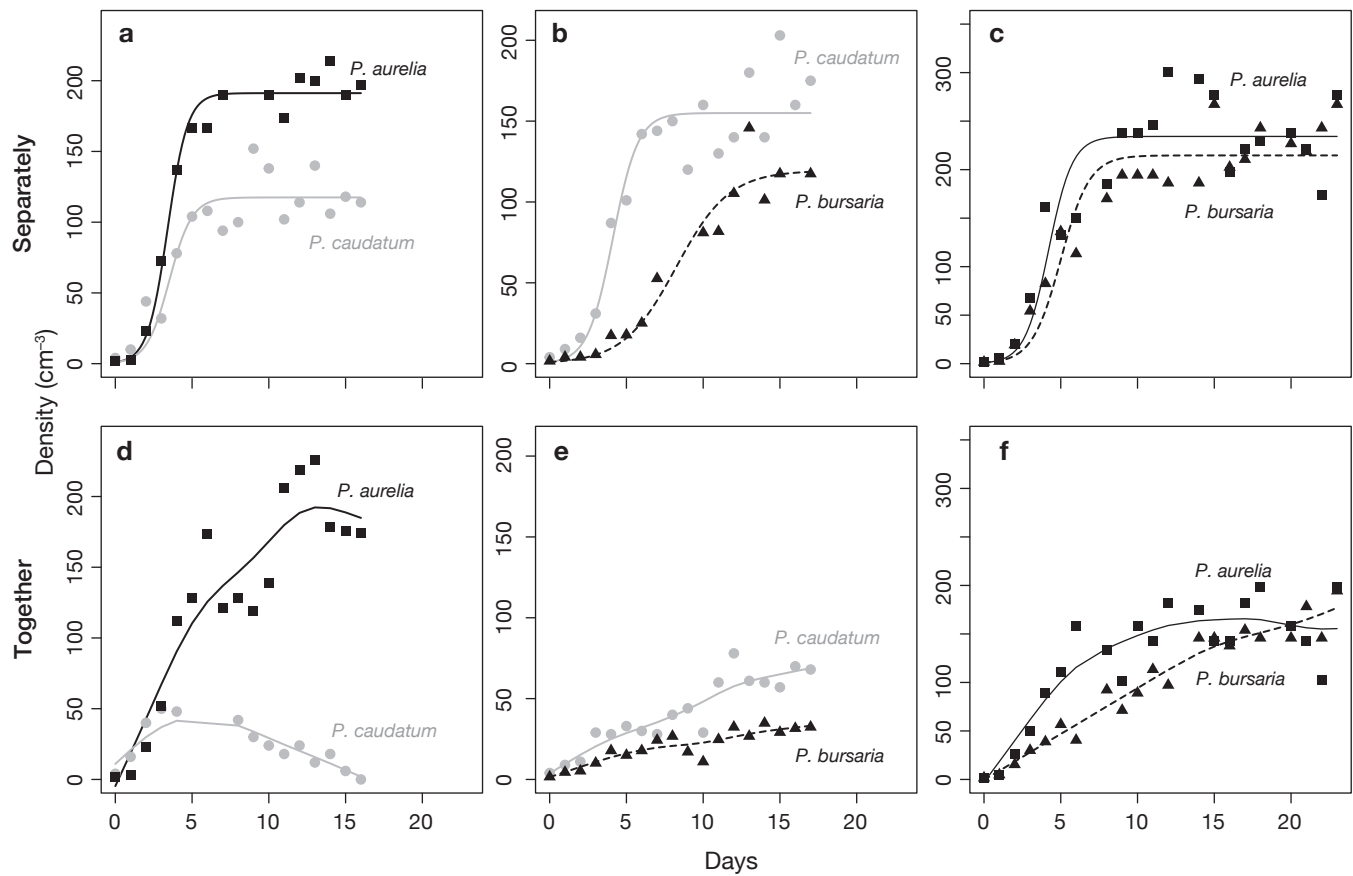 Separately
Together
Density (cm⁻³)
a
P. aurelia
P. caudatum
0
50
100
150
200
b
P. caudatum
P. bursaria
0
50
100
150
200
c
P. aurelia
P. bursaria
0
50
100
200
300
d
P. aurelia
P. caudatum
0
50
100
150
200
0 5 10 15 20
e
P. caudatum
P. bursaria
0
50
100
150
200
0 5 10 15 20
f
P. aurelia
P. bursaria
0
50
100
200
300
0 5 10 15 20
Days